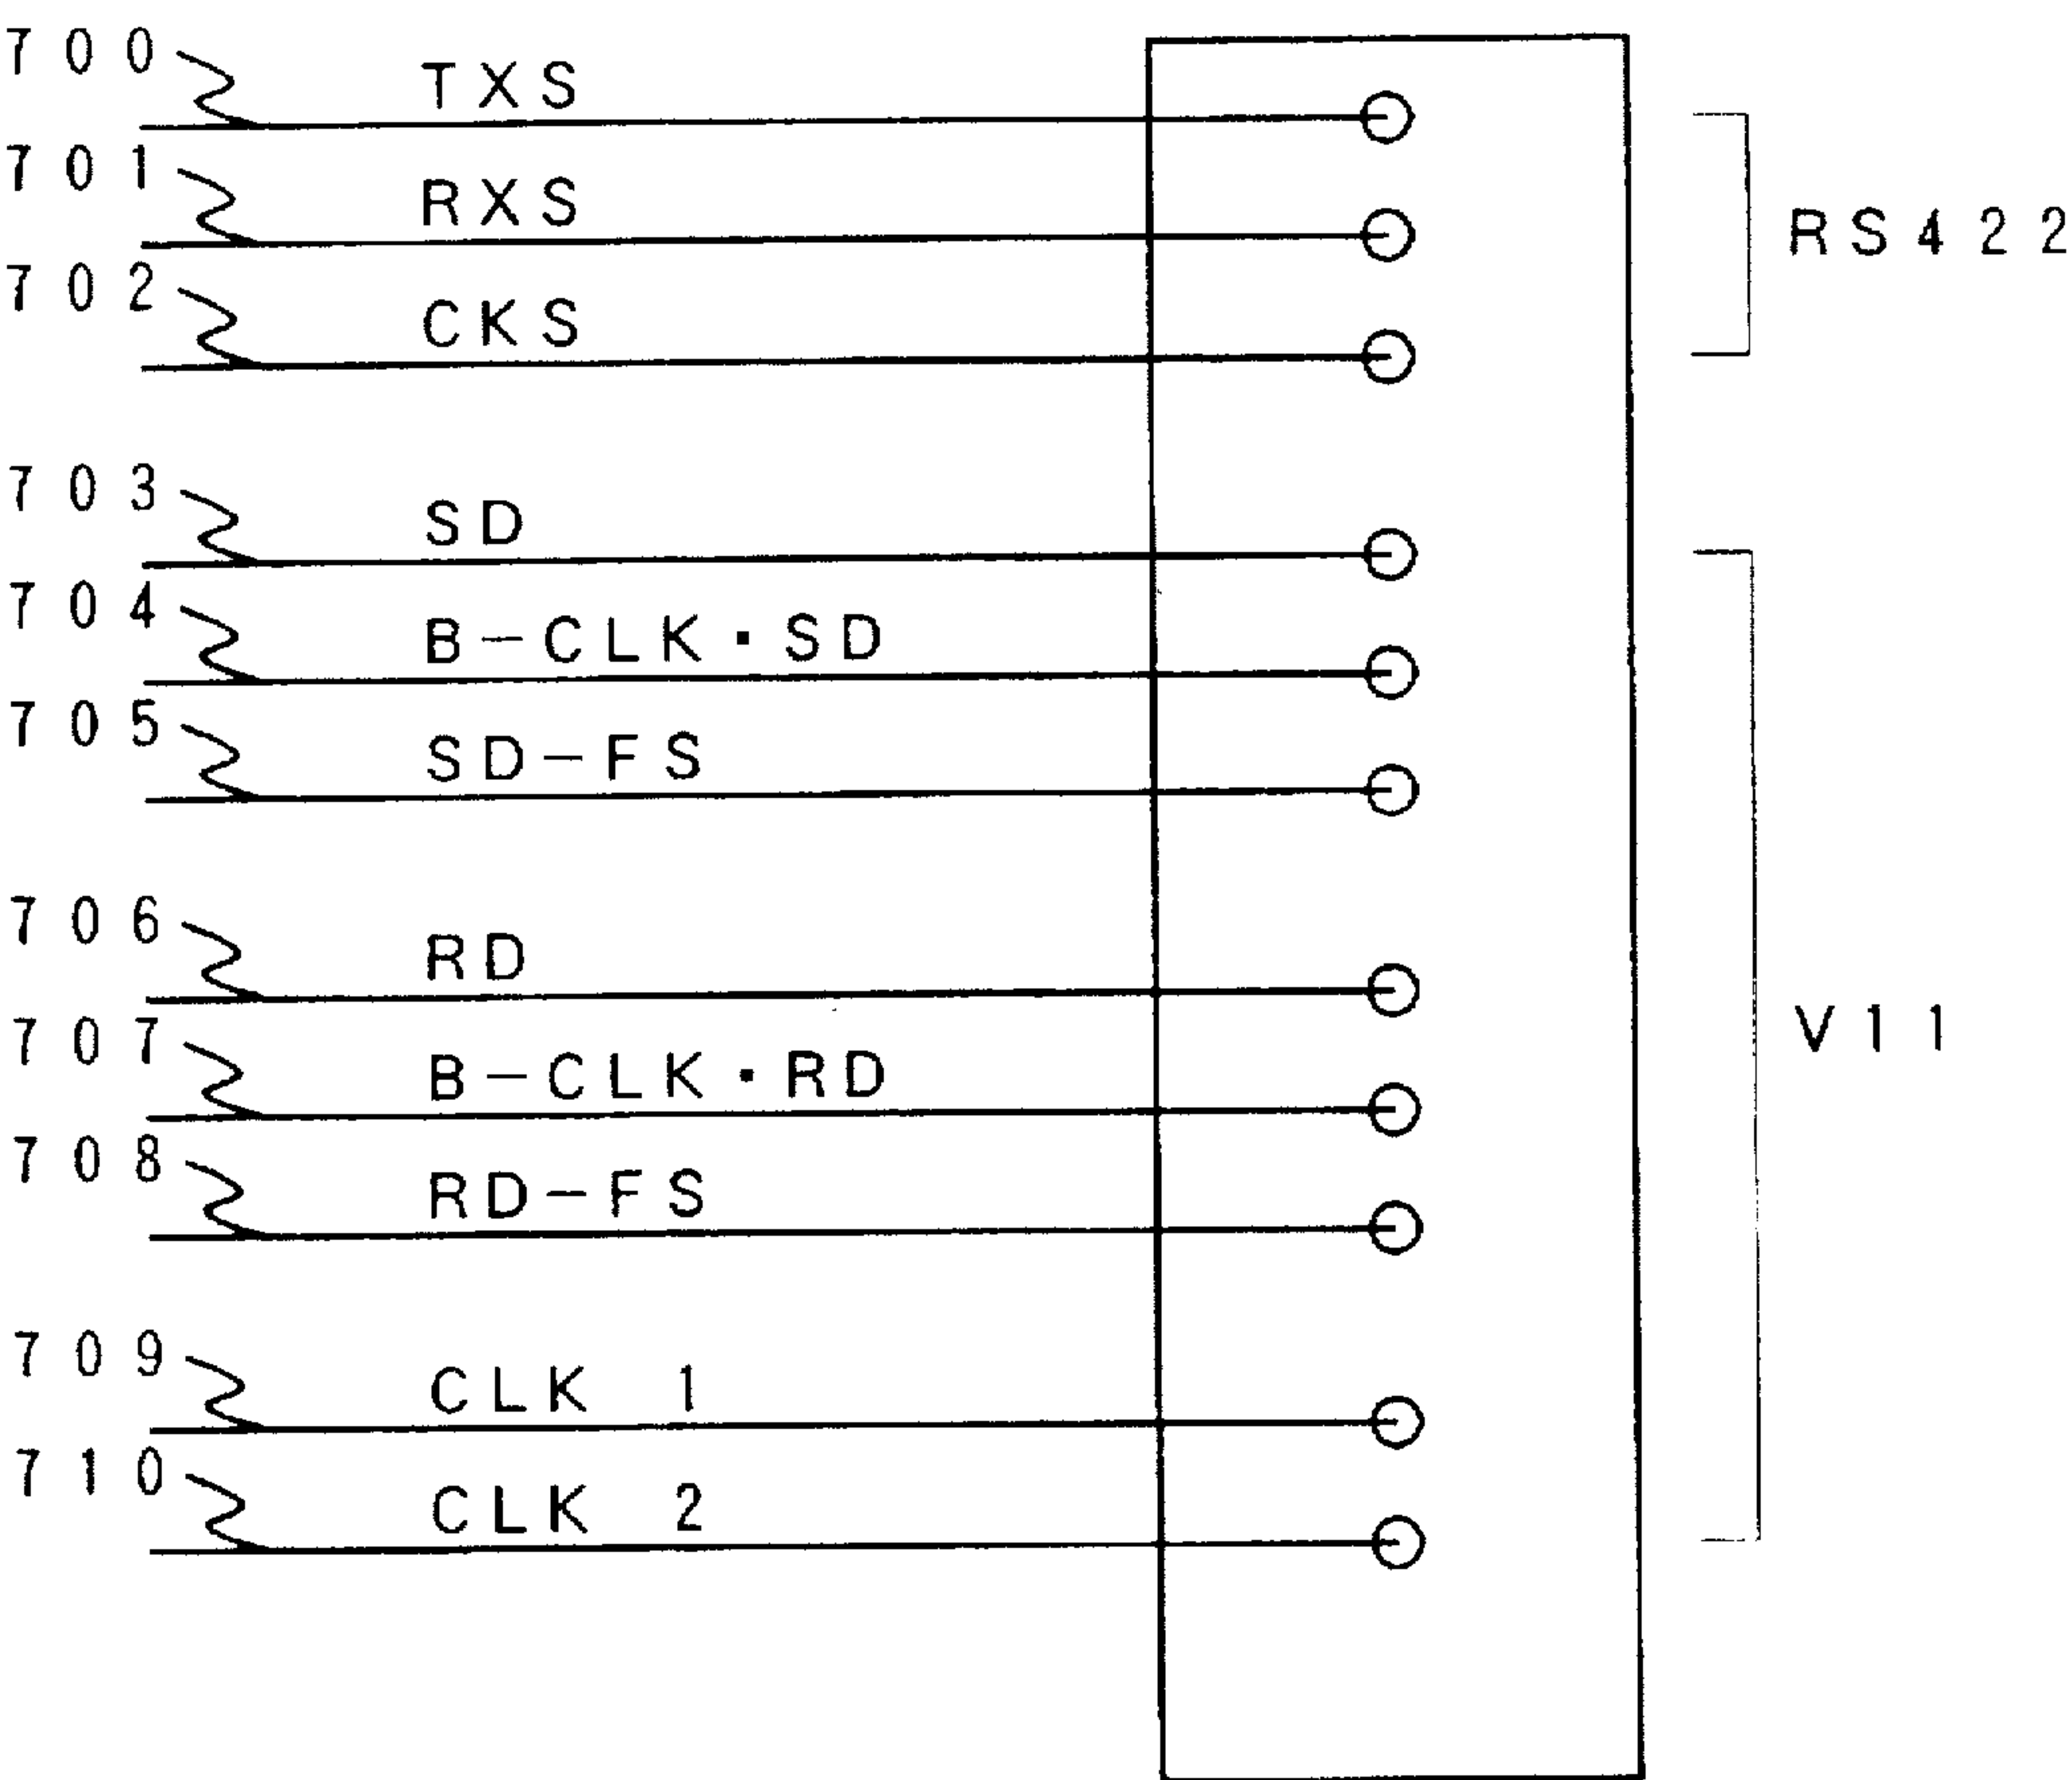 700
TXS
701
RXS
RS422
702
CKS
703
SD
704
B-CLK・SD
705
SD-FS
706
RD
707
B-CLK・RD
V11
708
RD-FS
709
CLK 1
710
CLK 2